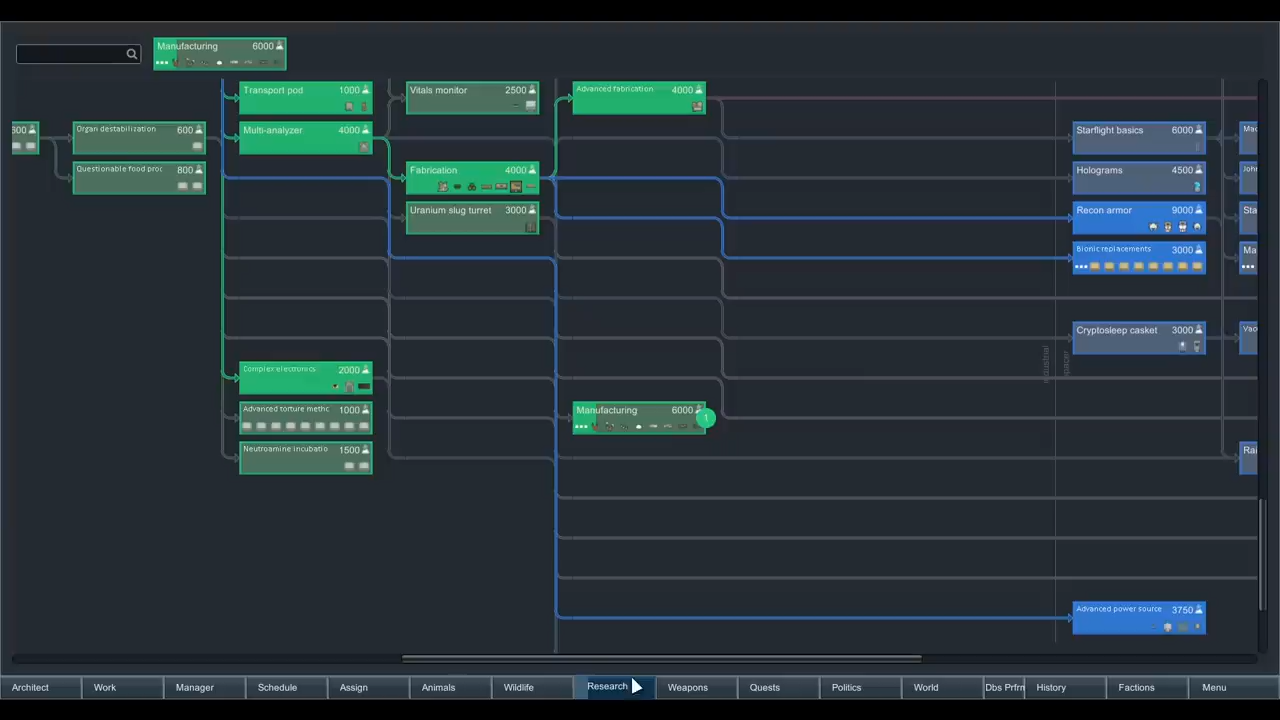 Manufacturing 6000
Transport pod 1000
Vitals monitor 2500
Advanced fabrication 4000
Organ destabilization 600
Multi-analyzer 4000
Starflight basics 6000
Questionable food proc 800
Fabrication 4000
Holograms 4500
Uranium slug turret 3000
Recon armor 9000
Bionic replacements 3000
Cryptosleep casket 3000
Industrial
Complex electronics 2000
Advanced torture methc 1000
Manufacturing 6000
1
Neutroamine incubatio 1500
Advanced power source 3750
Architect
Work
Manager
Schedule
Assign
Animals
Wildlife
Research
Weapons
Quests
Politics
World
Dbs Prfrn
History
Factions
Menu